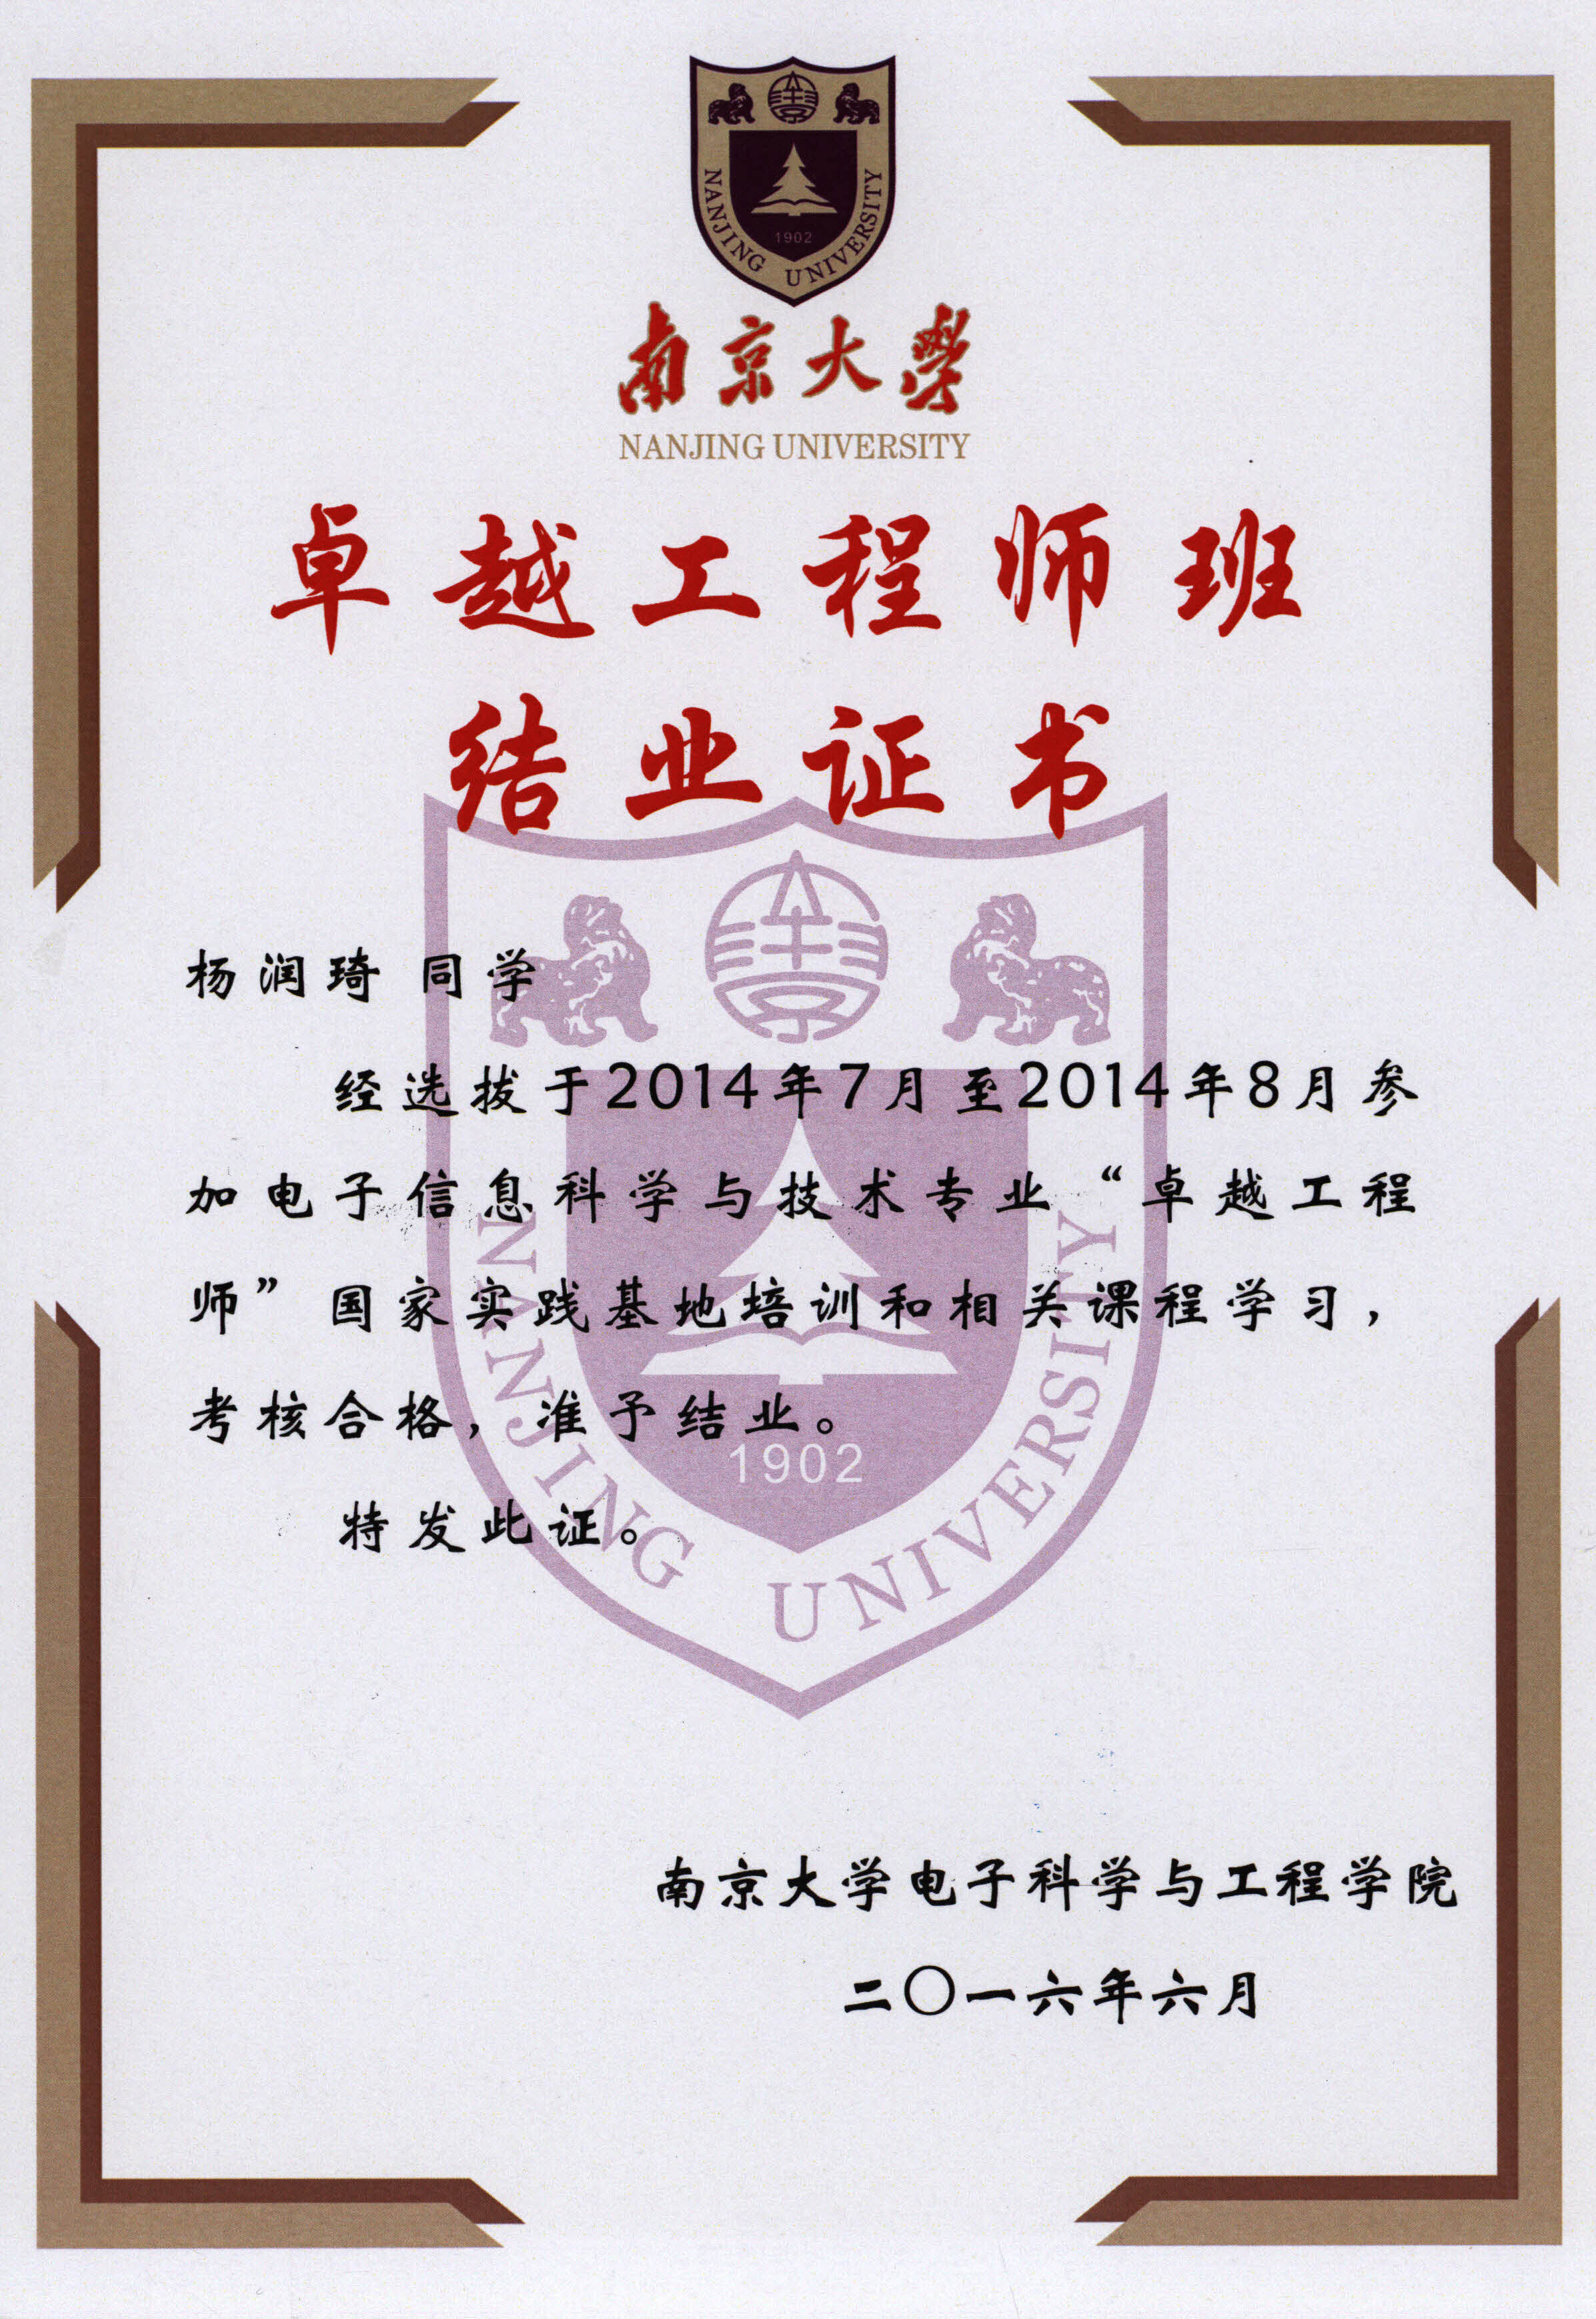 NANJING UNIVERSITY
1902
南京大學
NANJING UNIVERSITY
卓越工程师班
结业证书
杨润琦 同学
经选拔于2014年7月至2014年8月参
加电子信息科学与技术专业“卓越工程
师”国家实践基地培训和相关课程学习，
考核合格，准予结业。
特发此证。
1902
NANJING UNIVERSITY
南京大学电子科学与工程学院
二〇一六年六月